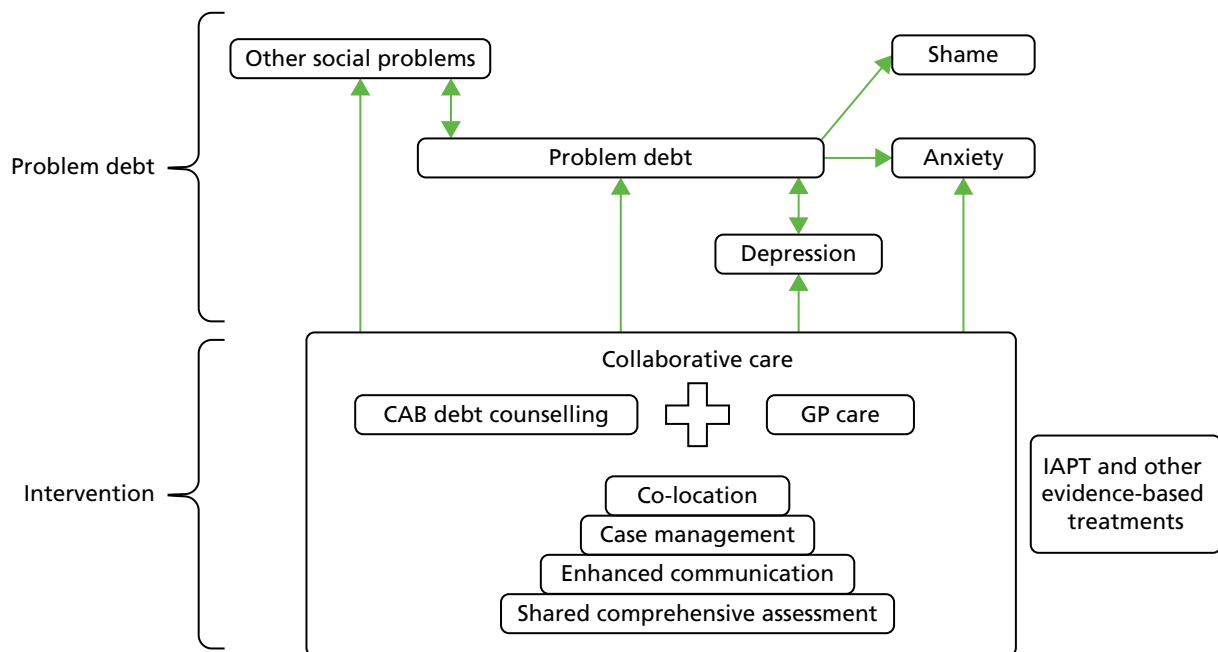 Other social problems
Shame
Problem debt
Problem debt
Anxiety
Depression
Intervention
Collaborative care
CAB debt counselling
GP care
Co-location
Case management
Enhanced communication
Shared comprehensive assessment
IAPT and other
evidence-based
treatments